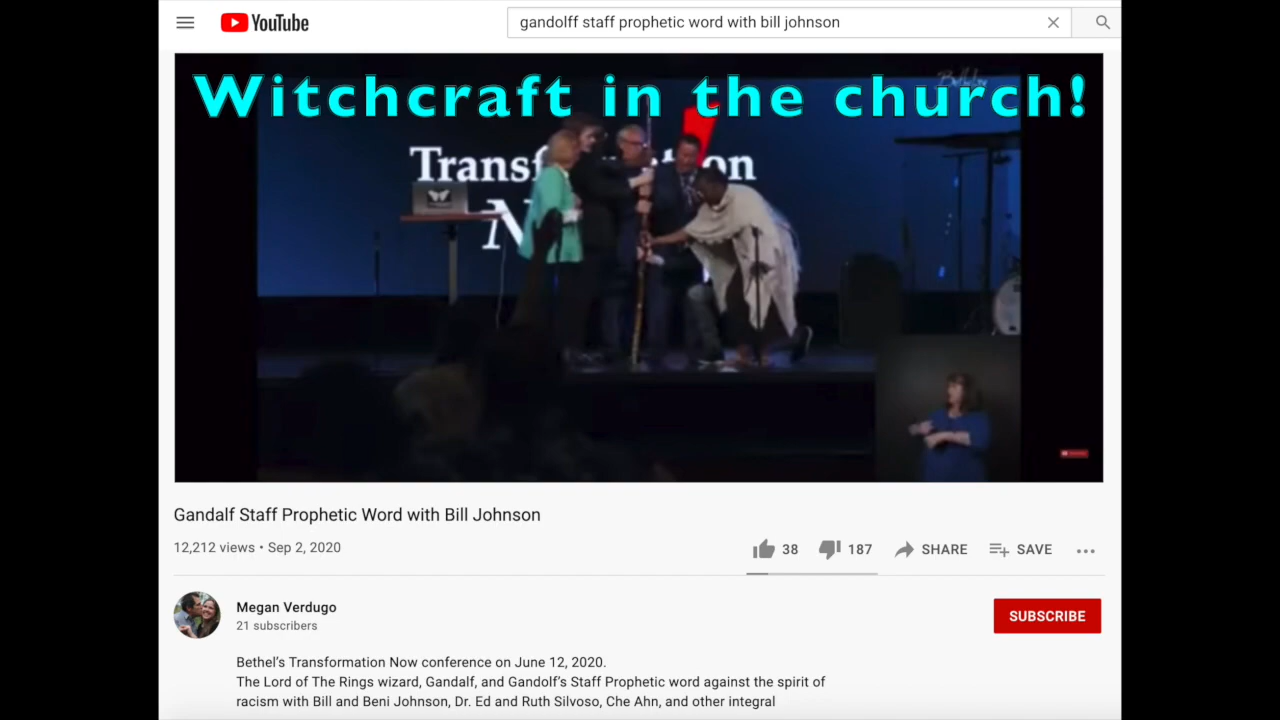 YouTube
gandolff staff prophetic word with bill johnson
Bethel
Witchcraft in the church!
Gandalf Staff Prophetic Word with Bill Johnson
12,212 views • Sep 2, 2020
38 187 SHARE SAVE
Megan Verdugo
21 subscribers
SUBSCRIBE
Bethel’s Transformation Now conference on June 12, 2020.
The Lord of The Rings wizard, Gandalf, and Gandolf’s Staff Prophetic word against the spirit of
racism with Bill and Beni Johnson, Dr. Ed and Ruth Silvoso, Che Ahn, and other integral